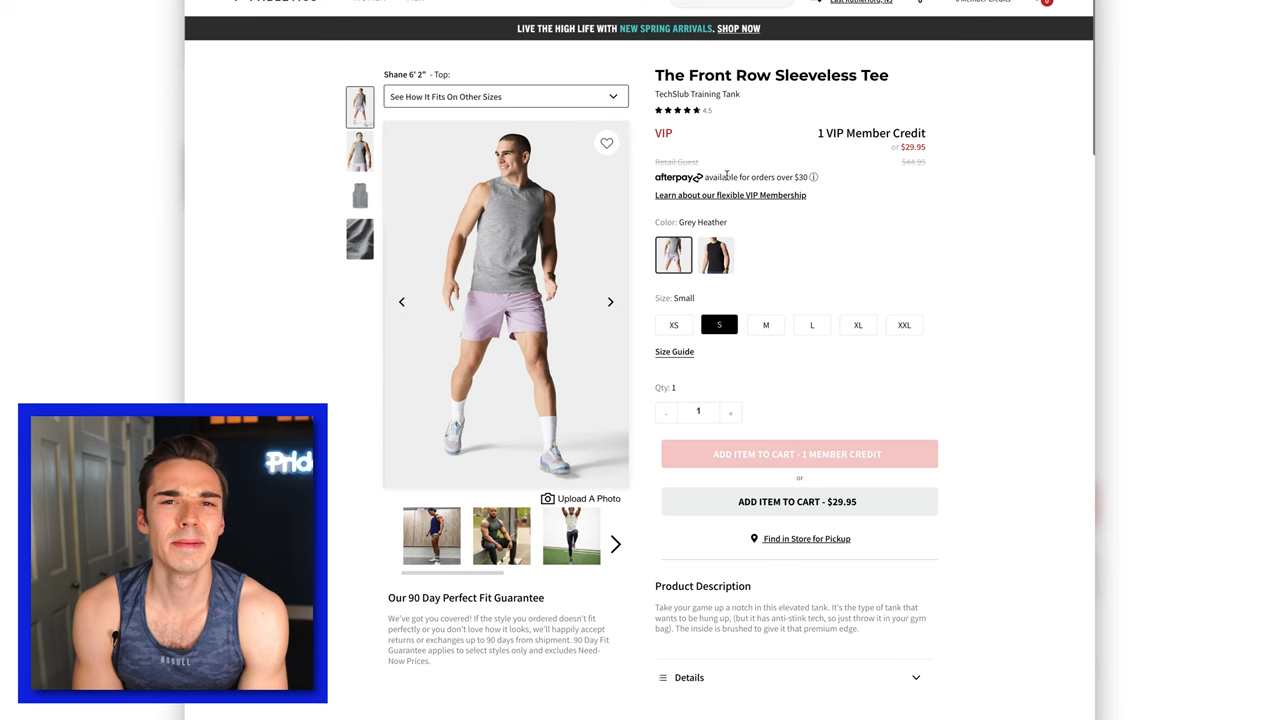 LIVE THE HIGH LIFE WITH NEW SPRING ARRIVALS. SHOP NOW
Shane 6' 2" - Top:
See How It Fits On Other Sizes
Upload A Photo
Our 90 Day Perfect Fit Guarantee
We've got you covered! If the style you ordered doesn't fit
perfectly or you don't love how it looks, we'll happily accept
returns or exchanges up to 90 days from shipment. 90 Day Fit
Guarantee applies to select styles only and excludes Need-
Now Prices.
The Front Row Sleeveless Tee
TechSlub Training Tank
4.5
VIP 1 VIP Member Credit
or $29.95
Retail Guest $44.95
afterpay available for orders over $30
Learn about our flexible VIP Membership
Color: Grey Heather
Size: Small
XS S M L XL XXL
Size Guide
Qty: 1
- 1 +
ADD ITEM TO CART - 1 MEMBER CREDIT
or
ADD ITEM TO CART - $29.95
Find in Store for Pickup
Product Description
Take your game up a notch in this elevated tank. It's the type of tank that
wants to be hung up, (but it has anti-stink tech, so just throw it in your gym
bag). The inside is brushed to give it that premium edge.
Details
Prid
NOBULL